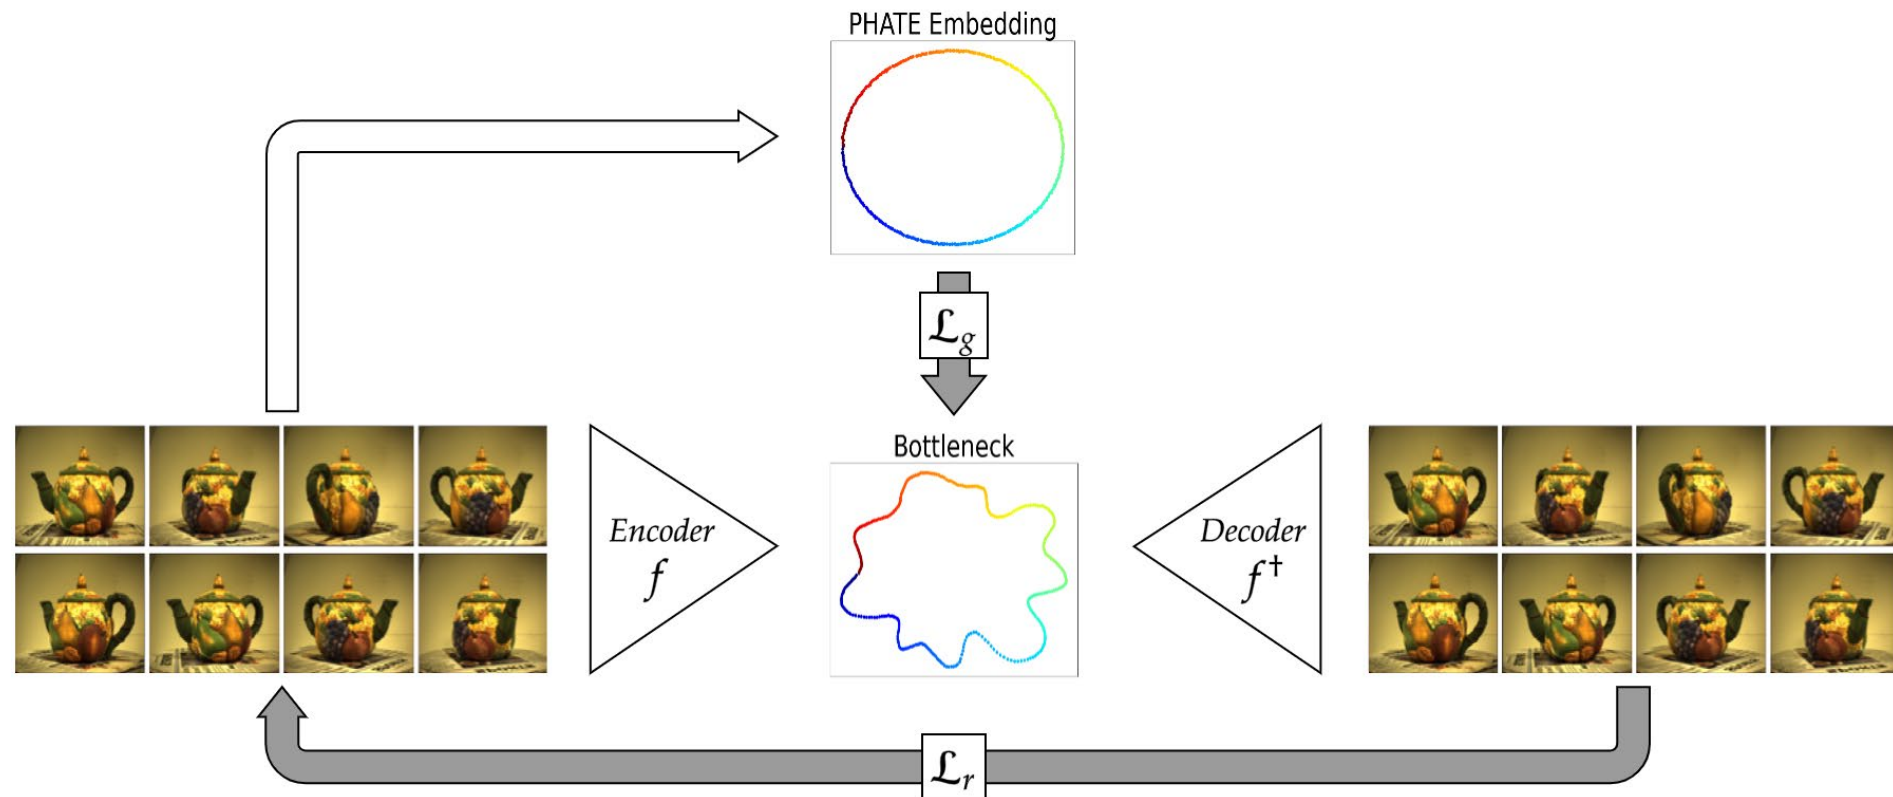 PHATE Embedding
ℒg
Bottleneck
Encoder
f
Decoder
f†
ℒr